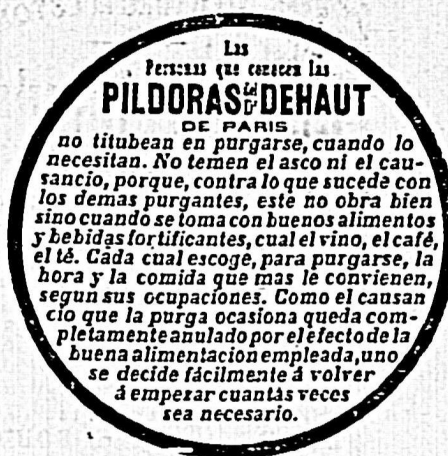 Las
Personas que conocen las
PILDORAS DEL Dr DEHAUT
DE PARIS
no titubean en purgarse, cuando lo
necesitan. No temen el asco ni el cau-
sancio, porque, contra lo que sucede con
los demas purgantes, este no obra bien
sino cuando se toma con buenos alimentos
y bebidas fortificantes, cual el vino, el café,
el té. Cada cual escoge, para purgarse, la
hora y la comida que mas le convienen,
segun sus ocupaciones. Como el causan
cio que la purga ocasiona queda com-
pletamente anulado por el efecto de la
buena alimentación empleada, uno
se decide fácilmente á volver
á empezar cuantas veces
sea necesario.